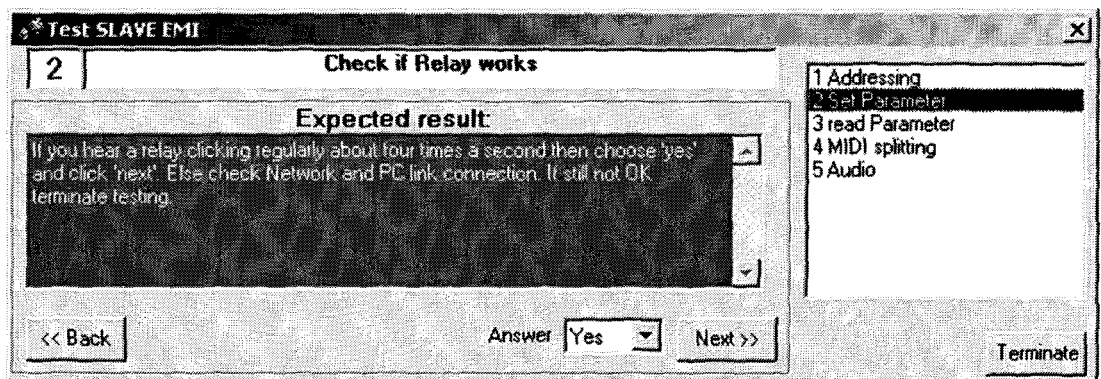 Test SLAVE EMI
2
Check if Relay works
Expected result:
If you hear a relay clicking regularly about four times a second then choose 'yes'
and click 'next'. Else check Network and PC link connection. If still not OK
terminate testing.
<< Back
Answer
Yes
Next >>
1 Addressing
2 Set Parameter
3 read Parameter
4 MIDI splitting
5 Audio
Terminate